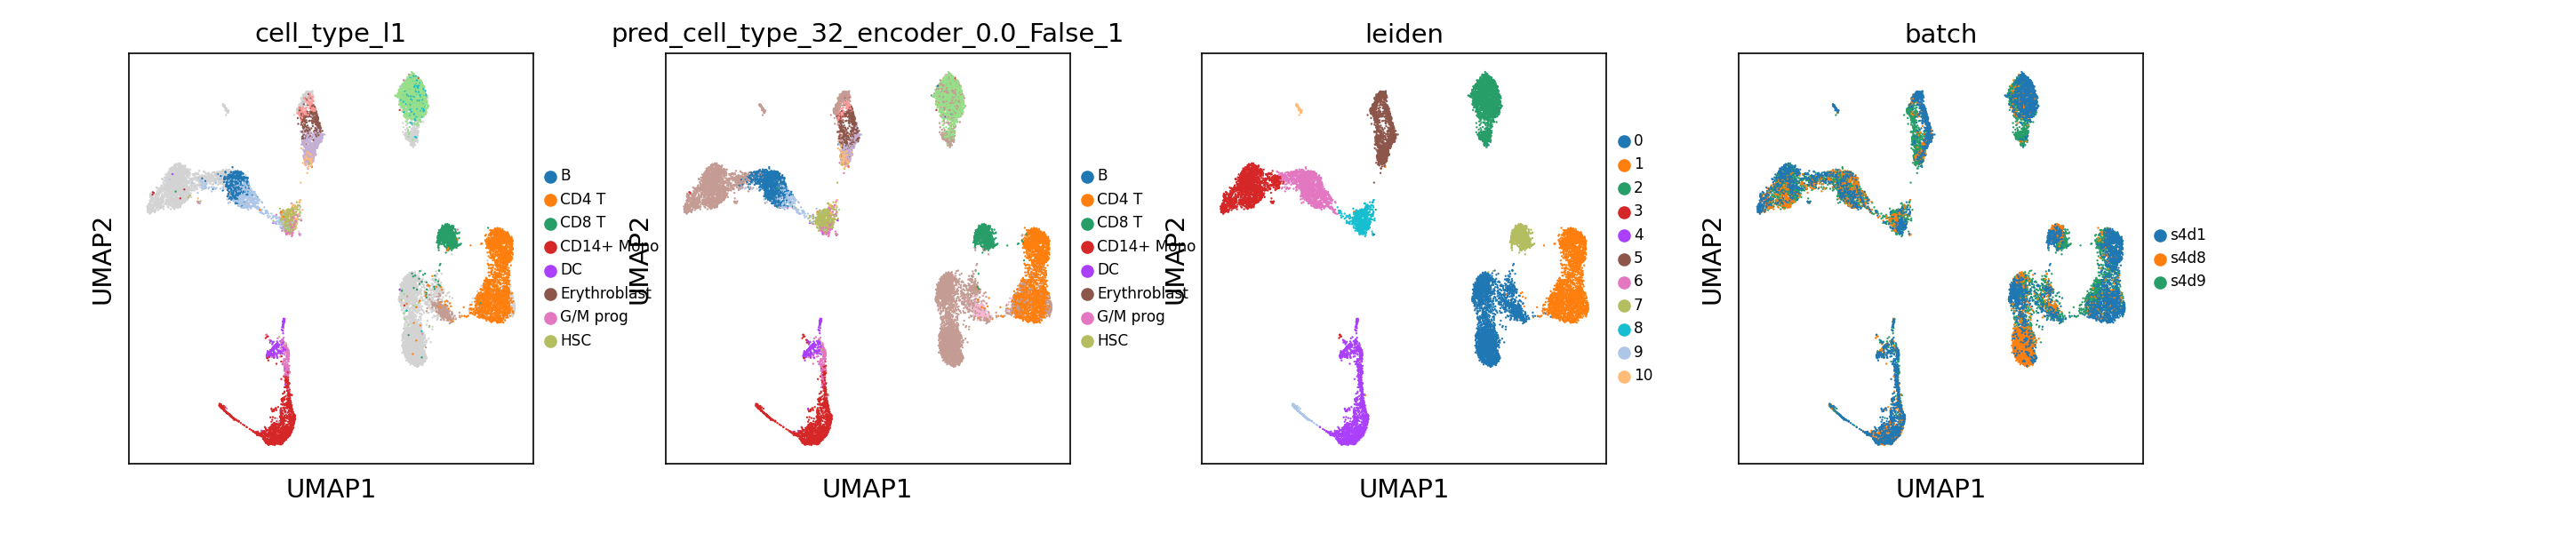 cell_type_l1
pred_cell_type_32_encoder_0.0_False_1
leiden
batch
UMAP2
UMAP1
B
CD4 T
CD8 T
CD14+ Mono
DC
Erythroblast
G/M prog
HSC
UMAP2
UMAP1
B
CD4 T
CD8 T
CD14+ Mono
DC
Erythroblast
G/M prog
HSC
UMAP2
UMAP1
0
1
2
3
4
5
6
7
8
9
10
UMAP2
UMAP1
s4d1
s4d8
s4d9